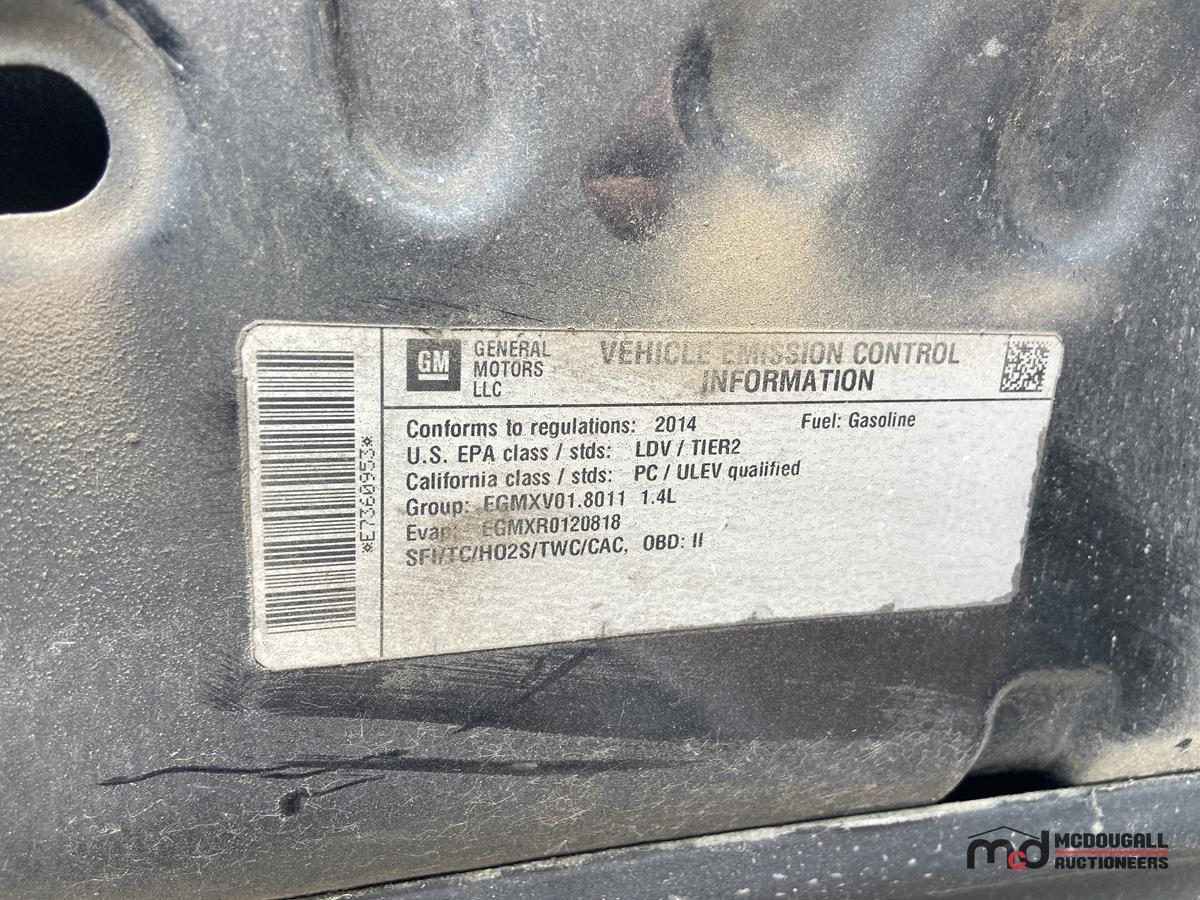 GM
GENERAL
MOTORS
LLC
VEHICLE EMISSION CONTROL
INFORMATION
Conforms to regulations: 2014 Fuel: Gasoline
U.S. EPA class / stds: LDV / TIER2
California class / stds: PC / ULEV qualified
Group: EGMXV01.8011 1.4L
Evap: EGMXR0120818
SFI/TC/HO2S/TWC/CAC, OBD: II
*E7360953*
mcd
MCDOUGALL
AUCTIONEERS